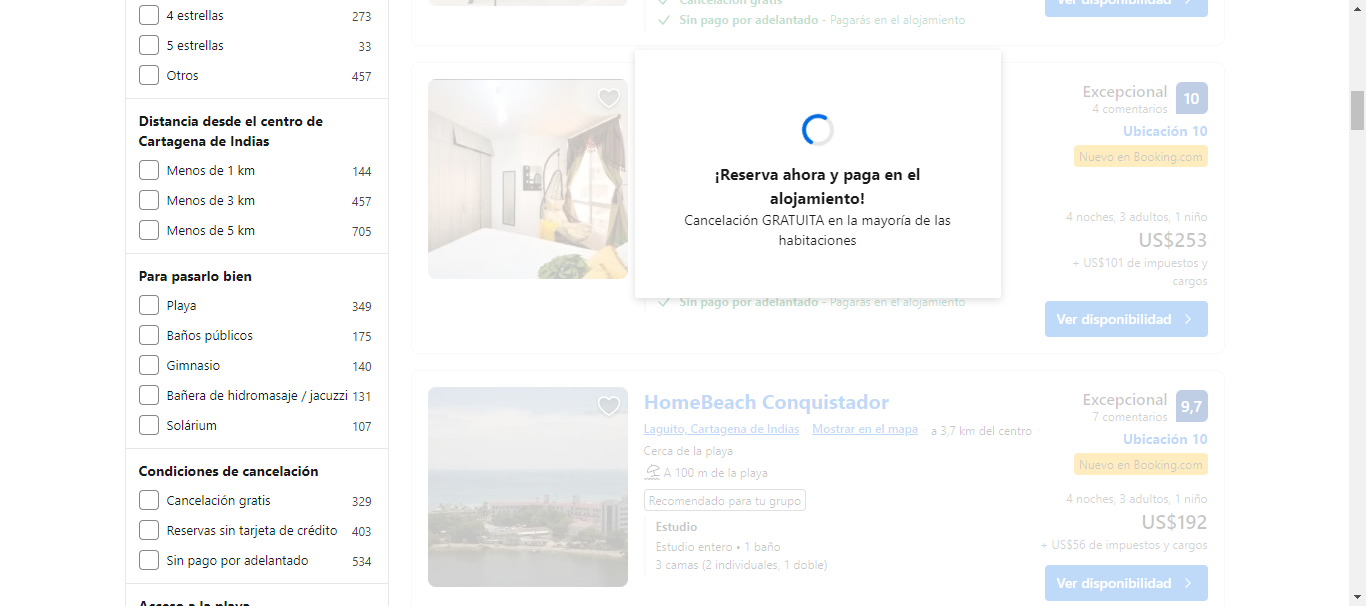 4 estrellas 273
5 estrellas 33
Otros 457
Distancia desde el centro de
Cartagena de Indias
Menos de 1 km 144
Menos de 3 km 457
Menos de 5 km 705
Para pasarlo bien
Playa 349
Baños públicos 175
Gimnasio 140
Bañera de hidromasaje / jacuzzi 131
Solárium 107
Condiciones de cancelación
Cancelación gratis 329
Reservas sin tarjeta de crédito 403
Sin pago por adelantado 534
Acceso a la playa
Cancelación gratis
Sin pago por adelantado - Pagarás en el alojamiento
Ver disponibilidad
¡Reserva ahora y paga en el
alojamiento!
Cancelación GRATUITA en la mayoría de las
habitaciones
Sin pago por adelantado - Pagarás en el alojamiento
Excepcional 10
4 comentarios
Ubicación 10
Nuevo en Booking.com
4 noches, 3 adultos, 1 niño
US$253
+ US$101 de impuestos y
cargos
Ver disponibilidad
HomeBeach Conquistador
Laguito, Cartagena de Indias Mostrar en el mapa a 3,7 km del centro
Cerca de la playa
A 100 m de la playa
Recomendado para tu grupo
Estudio
Estudio entero • 1 baño
3 camas (2 individuales, 1 doble)
Excepcional 9,7
7 comentarios
Ubicación 10
Nuevo en Booking.com
4 noches, 3 adultos, 1 niño
US$192
+ US$56 de impuestos y cargos
Ver disponibilidad